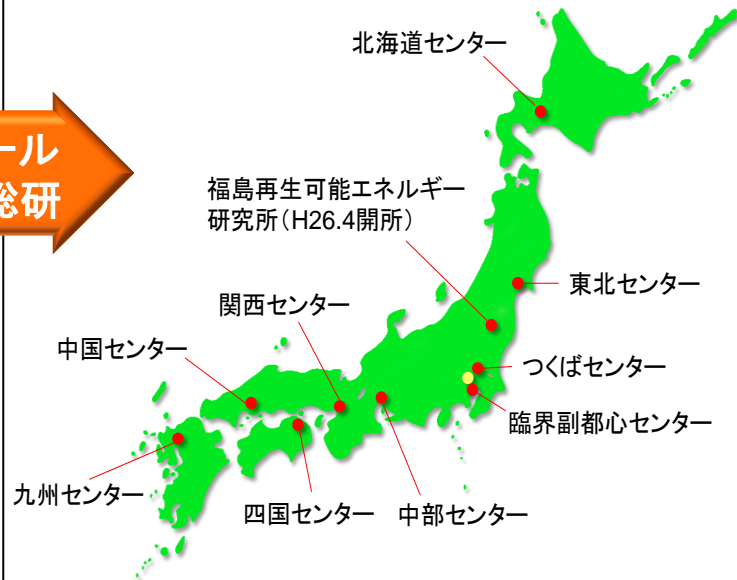 北海道センター
ール
総研
福島再生可能エネルギー
研究所（H26.4開所）
東北センター
関西センター
中国センター
つくばセンター
臨界副都心センター
九州センター
四国センター
中部センター